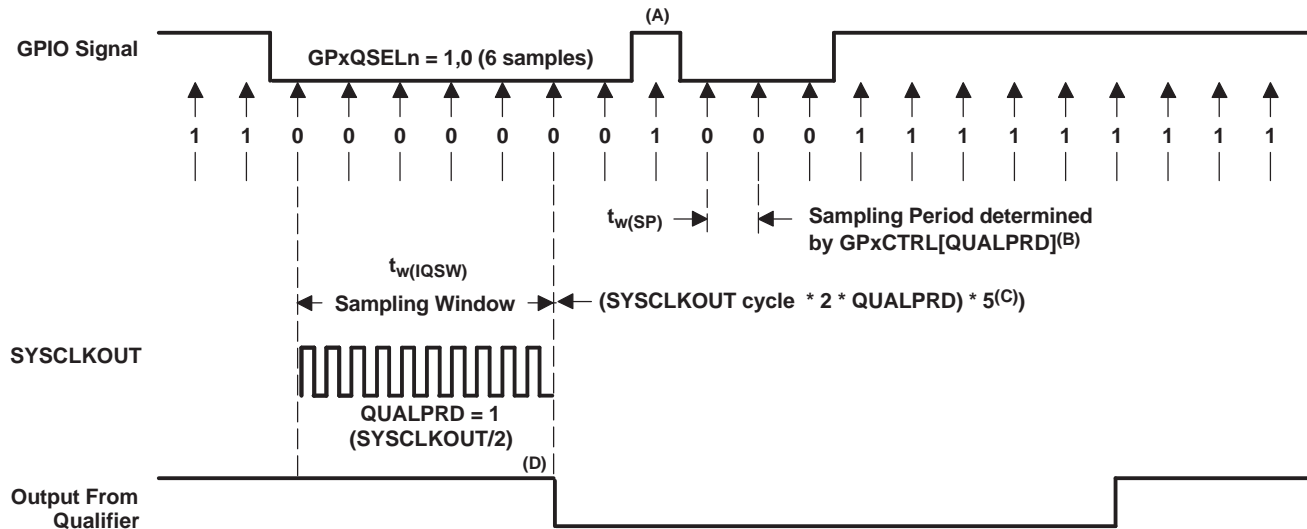 (A)
GPIO Signal
GPxQSELn = 1,0 (6 samples)
1 1 0 0 0 0 0 0 0 1 0 0 0 1 1 1 1 1 1 1 1 1
tw(SP)
Sampling Period determined
by GPxCTRL[QUALPRD](B)
tw(IQSW)
Sampling Window
(SYSCLKOUT cycle * 2 * QUALPRD) * 5(C))
SYSCLKOUT
QUALPRD = 1
(SYSCLKOUT/2)
(D)
Output From
Qualifier